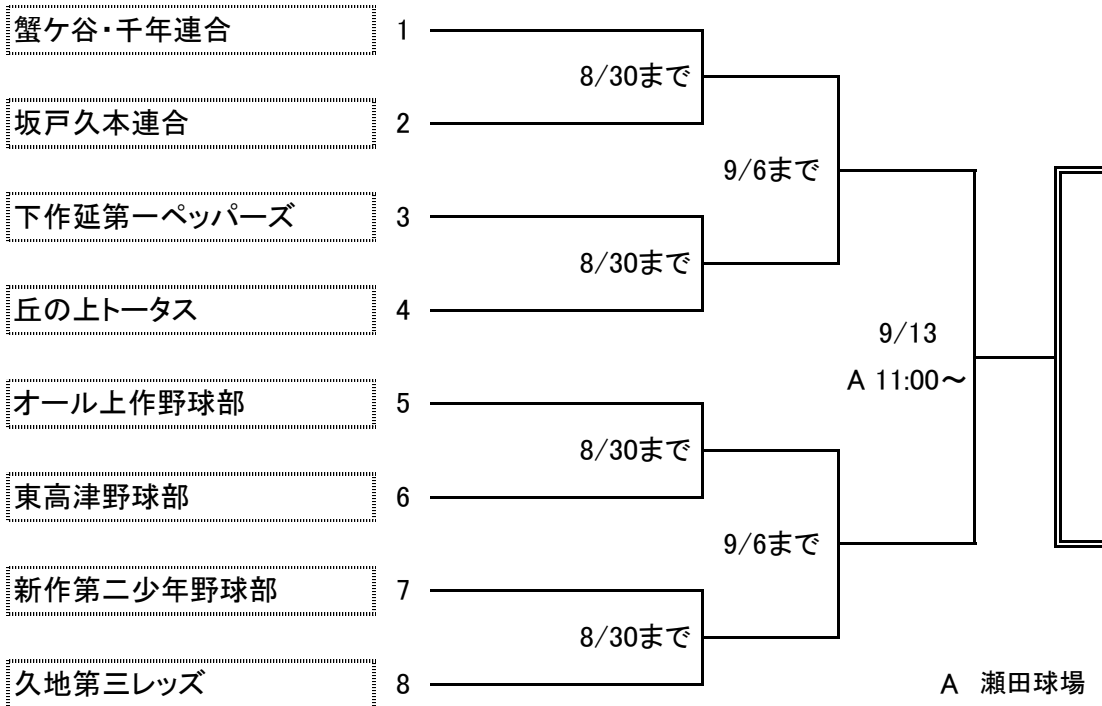 蟹ケ谷・千年連合 1
8/30まで
坂戸久本連合 2
9/6まで
下作延第一ペッパーズ 3
8/30まで
丘の上トータス 4
9/13
A 11:00～
オール上作野球部 5
8/30まで
東高津野球部 6
9/6まで
新作第二少年野球部 7
8/30まで
久地第三レッズ 8
A 瀬田球場